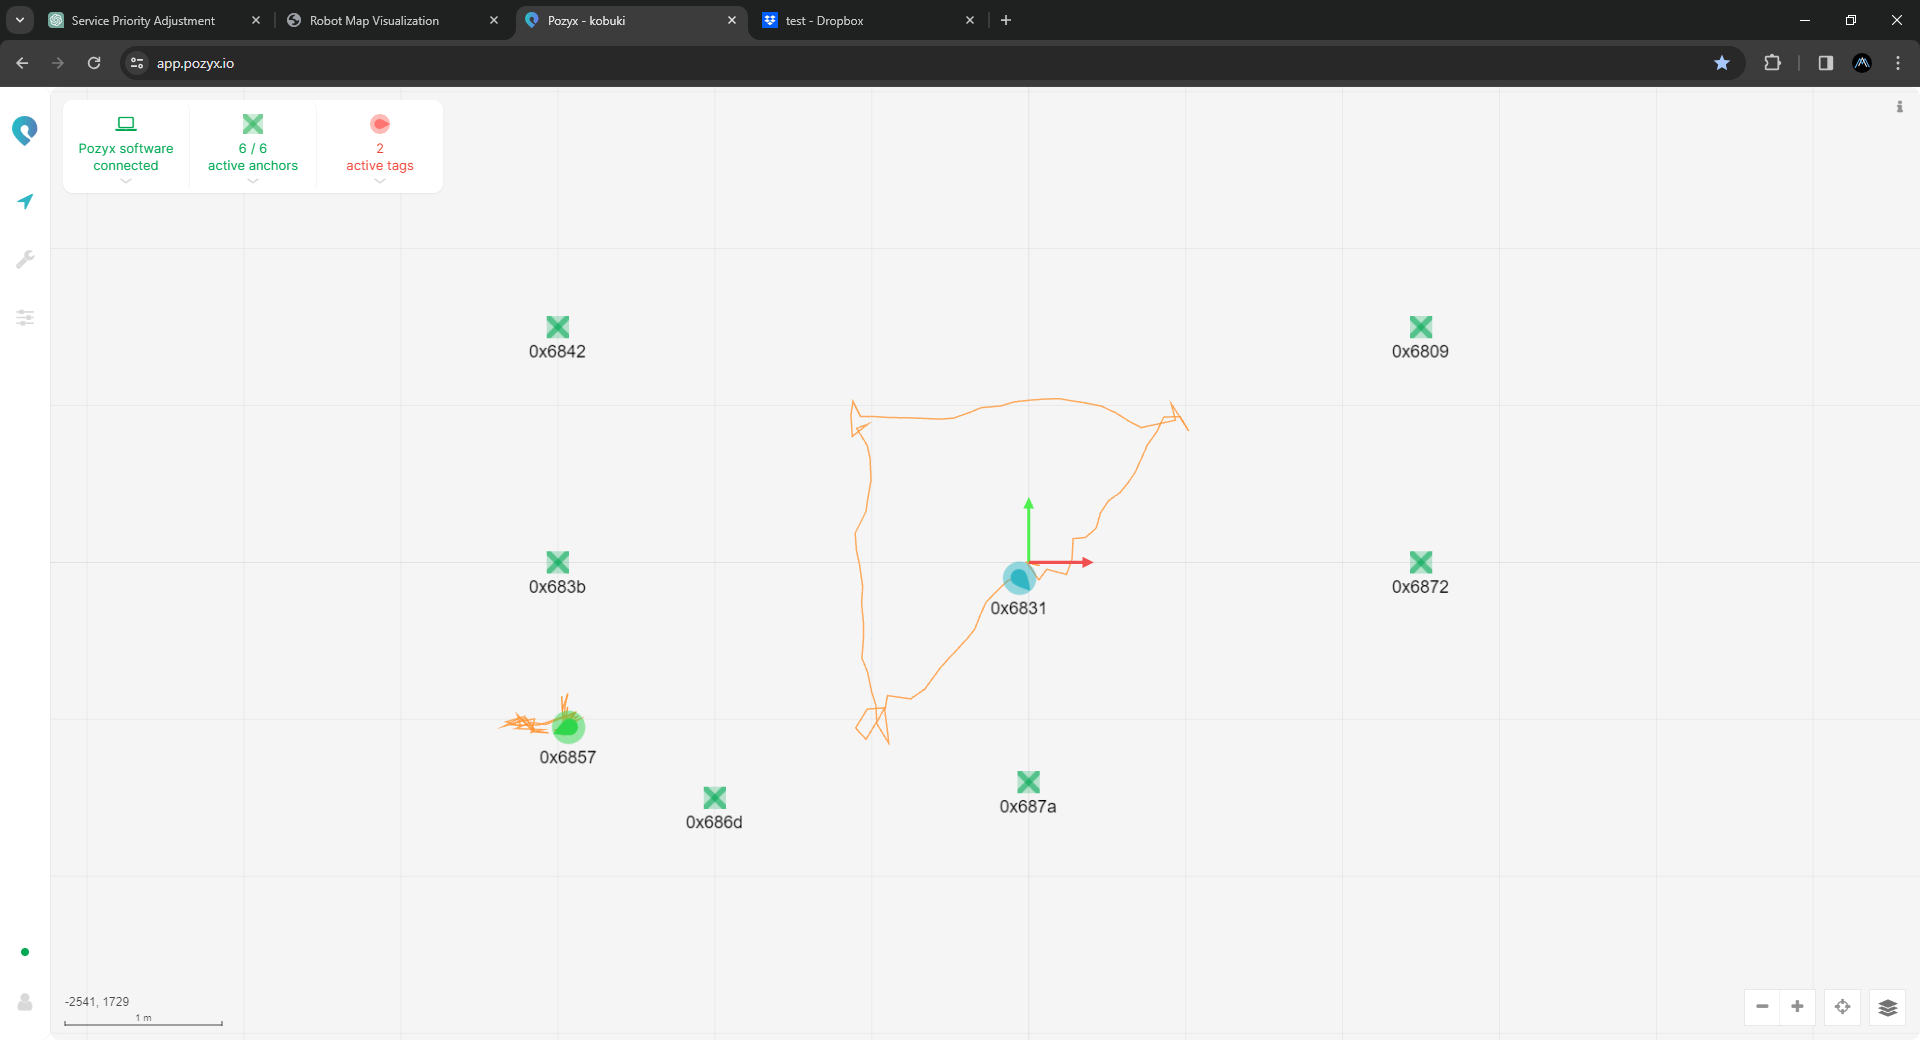 Service Priority Adjustment
Robot Map Visualization
Pozyx - kobuki
test - Dropbox
app.pozyx.io
Pozyx software
connected
6 / 6
active anchors
2
active tags
0x6842
0x6809
0x683b
0x6872
0x6831
0x6857
0x686d
0x687a
-2541, 1729
1 m